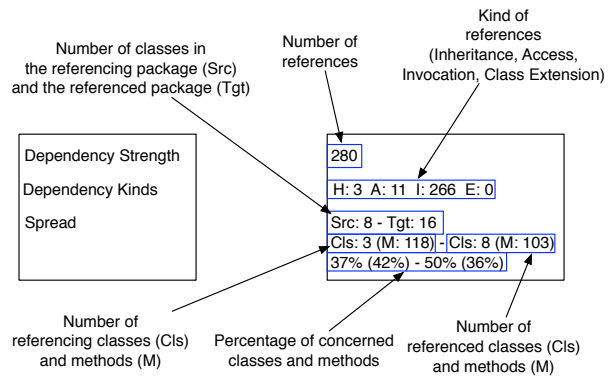 Number of classes in
the referencing package (Src)
and the referenced package (Tgt)
Number of
references
Kind of
references
(Inheritance, Access,
Invocation, Class Extension)
Dependency Strength
280
Dependency Kinds
H: 3 A: 11 I: 266 E: 0
Spread
Src: 8 - Tgt: 16
Cls: 3 (M: 118) - Cls: 8 (M: 103)
37% (42%) - 50% (36%)
Number of
referencing classes (Cls)
and methods (M)
Percentage of concerned
classes and methods
Number of
referenced classes (Cls)
and methods (M)